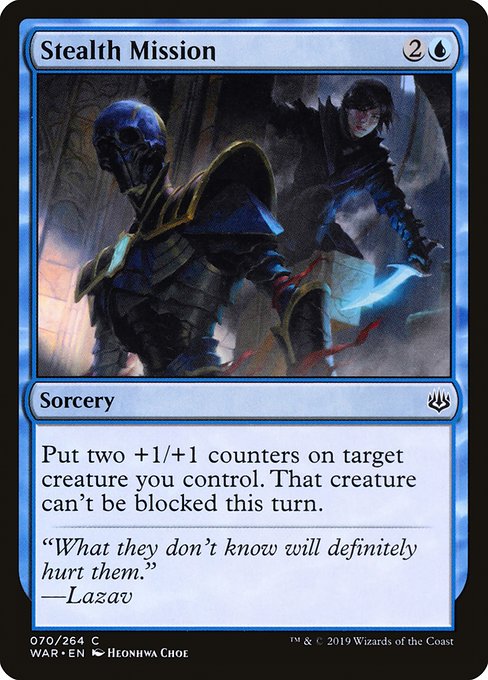 Stealth Mission 2
Sorcery
Put two +1/+1 counters on target
creature you control. That creature
can't be blocked this turn.
“What they don't know will definitely
hurt them.”
—Lazav
070/264 C
WAR • EN Heonhwa Choe
™ & © 2019 Wizards of the Coast